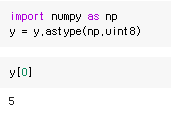 import numpy as np
y = y.astype(np.uint8)
y[0]
5